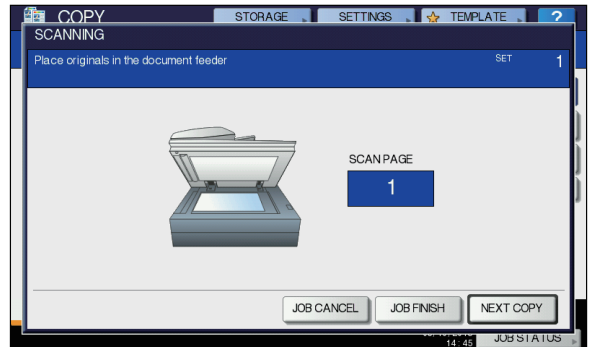 COPY STORAGE SETTINGS TEMPLATE ?
SCANNING
Place originals in the document feeder SET 1
SCAN PAGE
1
JOB CANCEL JOB FINISH NEXT COPY
14 : 45 JOB STATUS